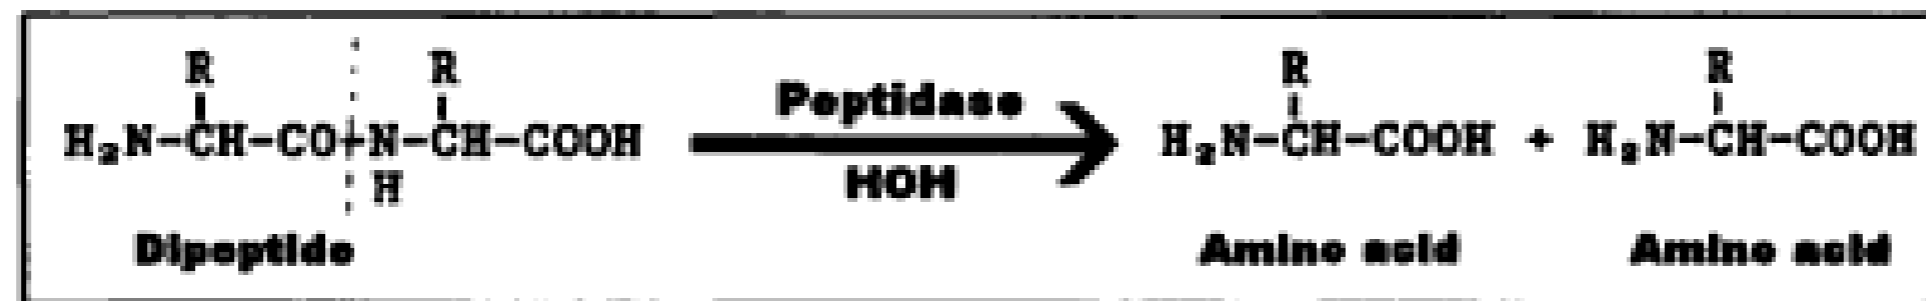 R R R R
Peptidase
H₂N-CH-CO-N-CH-COOH H₂N-CH-COOH + H₂N-CH-COOH
HOH
H
Dipeptide Amino acid Amino acid